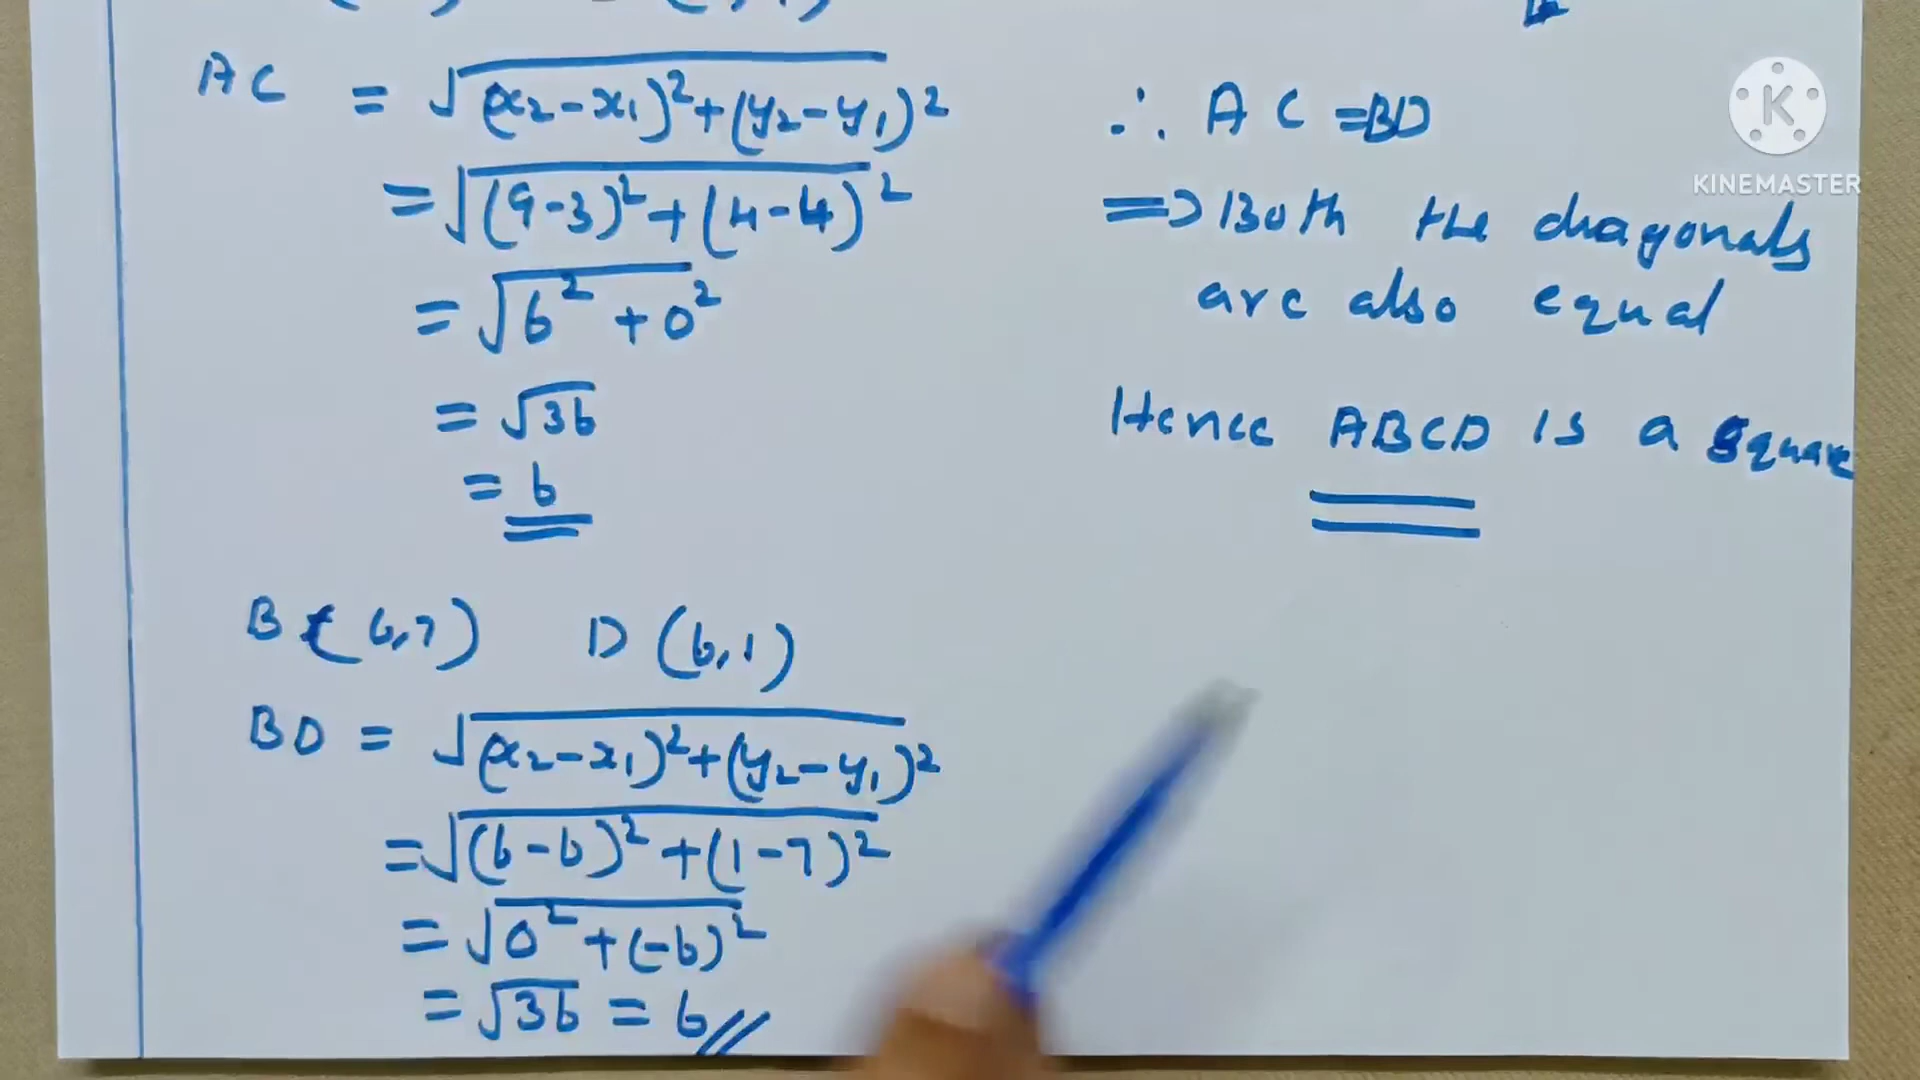 AC = √(x₂-x₁)²+(y₂-y₁)²
= √(9-3)²+(4-4)²
= √6² + 0²
= √36
= 6
B (6,7) D (6,1)
BD = √(x₂-x₁)²+(y₂-y₁)²
= √(6-6)²+(1-7)²
= √0²+(-6)²
= √36 = 6
∴ AC =BD
⇒ Both the diagonals
are also equal
Hence ABCD is a square
K
KINEMASTER